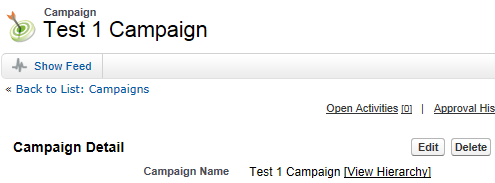 Campaign
Test 1 Campaign
Show Feed
« Back to List: Campaigns
Open Activities [0] | Approval His
Campaign Detail Edit Delete
Campaign Name Test 1 Campaign [View Hierarchy]